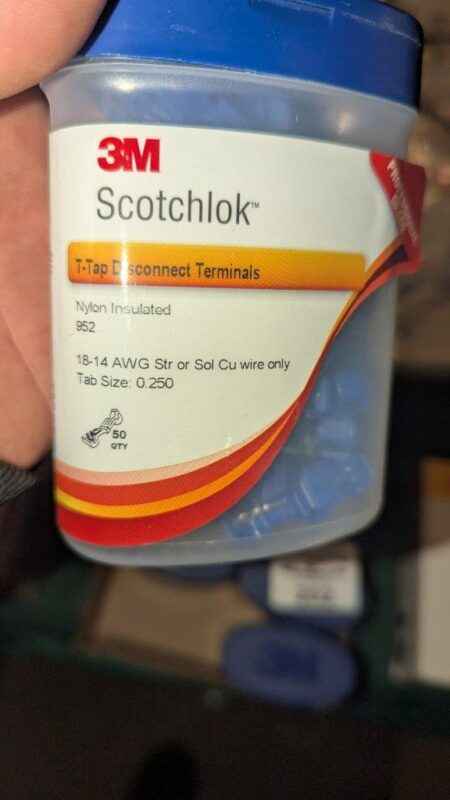 3M
Scotchlok™
T-Tap Disconnect Terminals
Nylon Insulated
952
18-14 AWG Str or Sol Cu wire only
Tab Size: 0.250
50
QTY